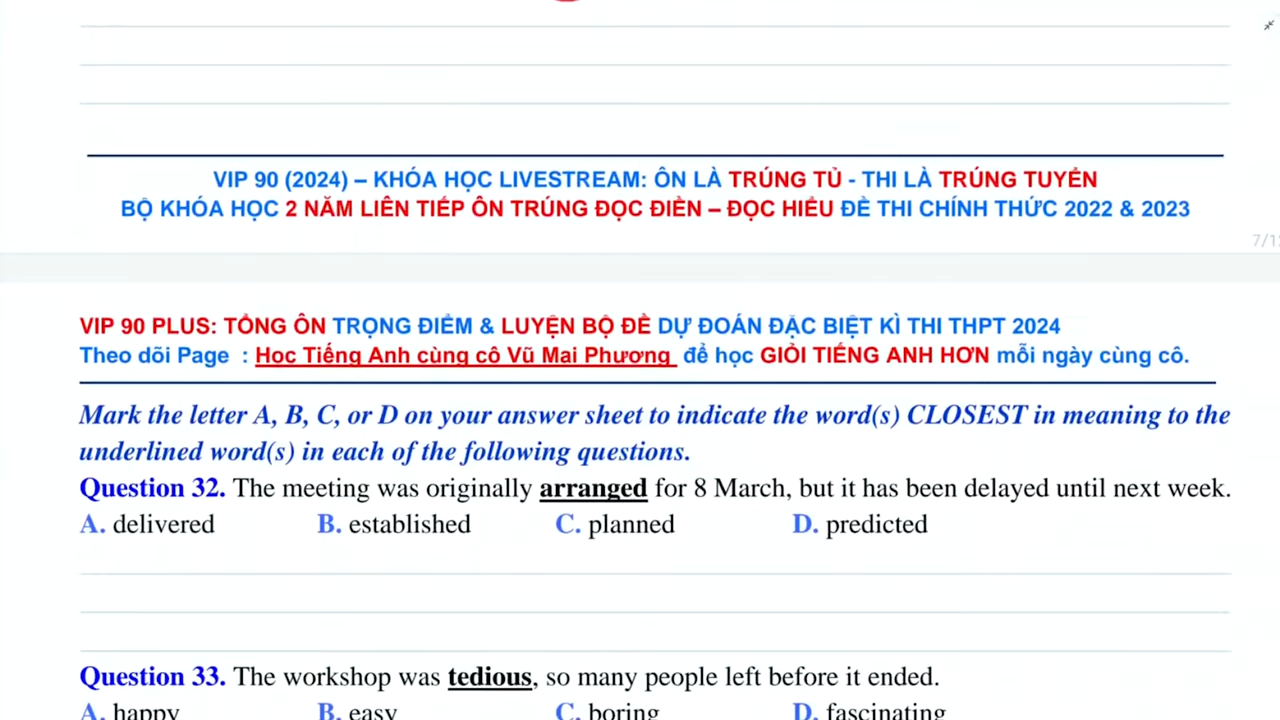 VIP 90 (2024) – KHÓA HỌC LIVESTREAM: ÔN LÀ TRÚNG TỦ - THI LÀ TRÚNG TUYỂN
BỘ KHÓA HỌC 2 NĂM LIÊN TIẾP ÔN TRÚNG ĐỌC ĐIỀN – ĐỌC HIỂU ĐỀ THI CHÍNH THỨC 2022 & 2023
VIP 90 PLUS: TỔNG ÔN TRỌNG ĐIỂM & LUYỆN BỘ ĐỀ DỰ ĐOÁN ĐẶC BIỆT KÌ THI THPT 2024
Theo dõi Page : Học Tiếng Anh cùng cô Vũ Mai Phương để học GIỎI TIẾNG ANH HƠN mỗi ngày cùng cô.
Mark the letter A, B, C, or D on your answer sheet to indicate the word(s) CLOSEST in meaning to the
underlined word(s) in each of the following questions.
Question 32. The meeting was originally arranged for 8 March, but it has been delayed until next week.
A. delivered B. established C. planned D. predicted
Question 33. The workshop was tedious, so many people left before it ended.
A. happy B. easy C. boring D. fascinating